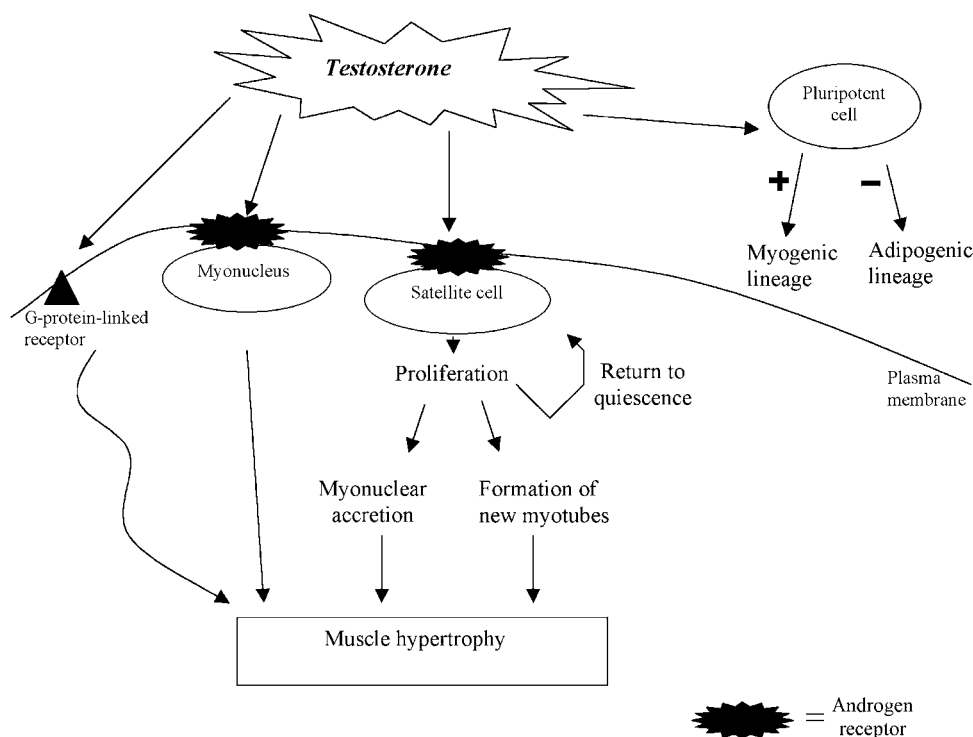 Testosterone
Pluripotent
cell
+
−
Myogenic
lineage
Adipogenic
lineage
Myonucleus
Satellite cell
G-protein-linked
receptor
Proliferation
Return to
quiescence
Plasma
membrane
Myonuclear
accretion
Formation of
new myotubes
Muscle hypertrophy
= Androgen
receptor